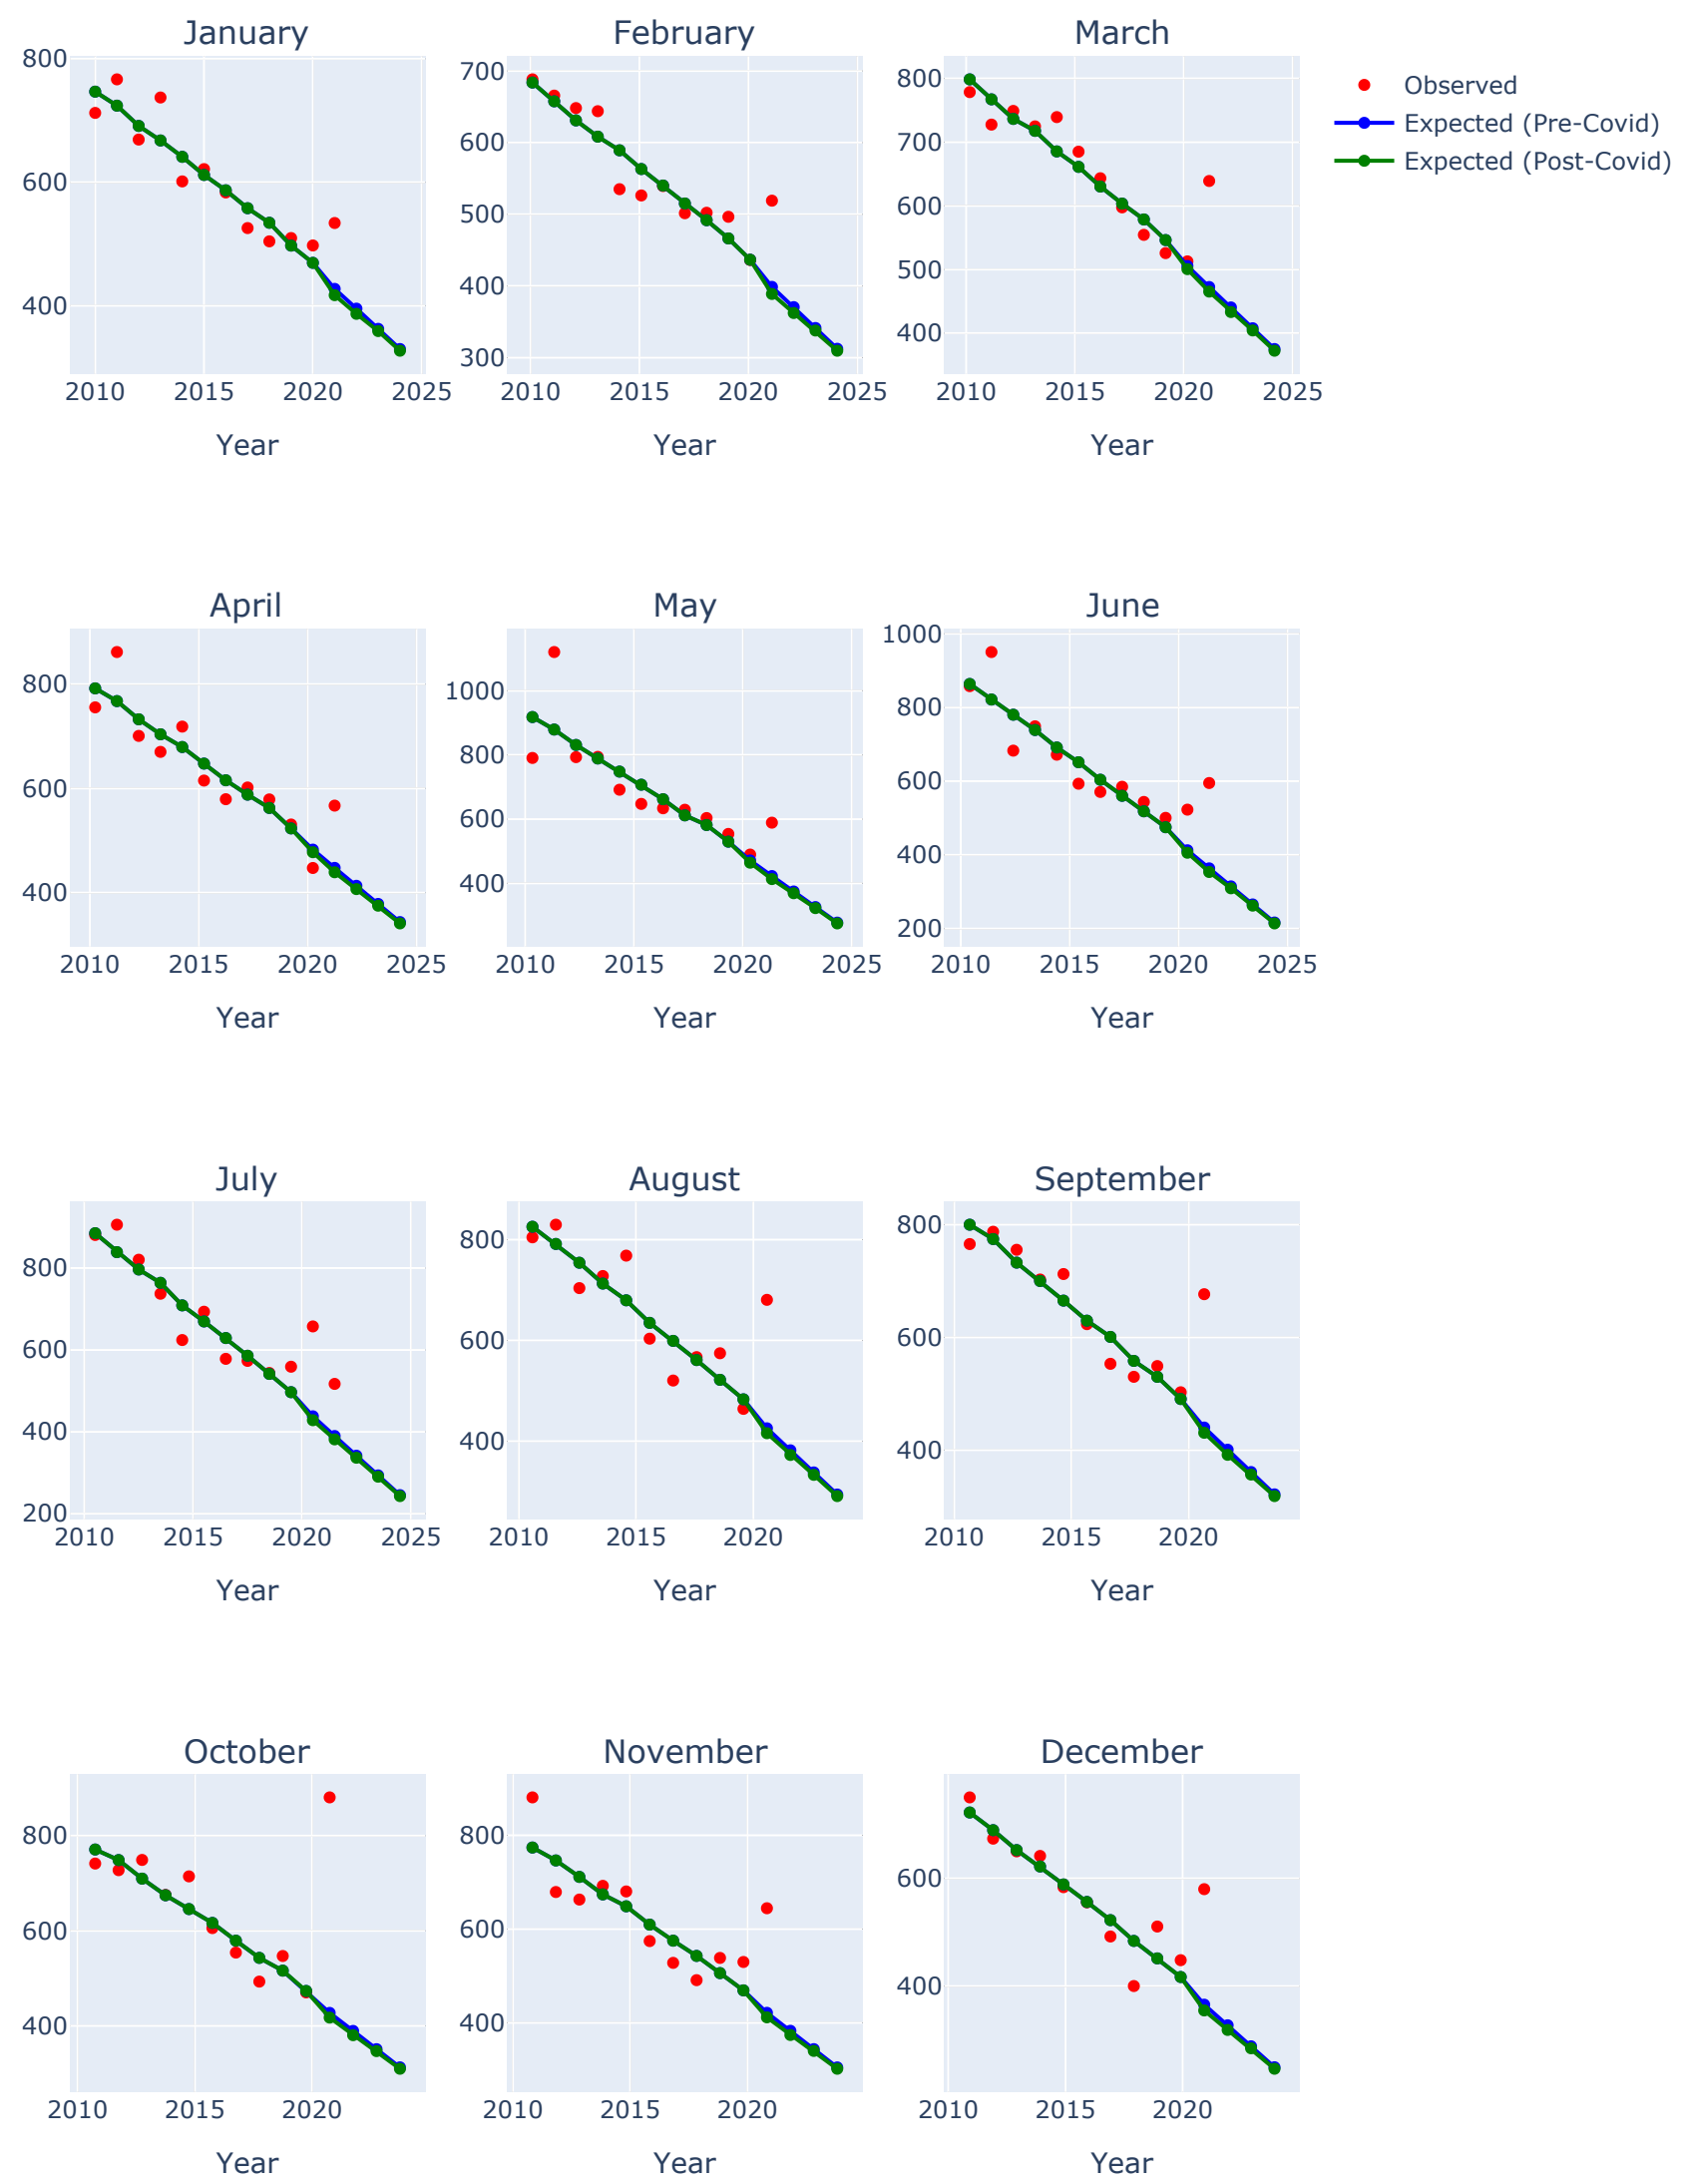 January February March
800
600
400
2010 2015 2020 2025
Year
700
600
500
400
300
2010 2015 2020 2025
Year
800
700
600
500
400
2010 2015 2020 2025
Year
Observed
Expected (Pre-Covid)
Expected (Post-Covid)
April May June
800
600
400
2010 2015 2020 2025
Year
1000
800
600
400
2010 2015 2020 2025
Year
1000
800
600
400
200
2010 2015 2020 2025
Year
July August September
800
600
400
200
2010 2015 2020 2025
Year
800
600
400
2010 2015 2020
Year
800
600
400
2010 2015 2020
Year
October November December
800
600
400
2010 2015 2020
Year
800
600
400
2010 2015 2020
Year
600
400
2010 2015 2020
Year